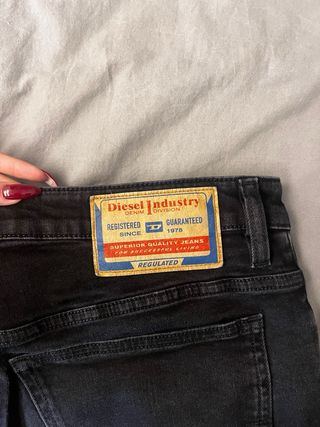 Diesel Industry
DENIM DIVISION
REGISTERED D GUARANTEED
SINCE 1978
SUPERIOR QUALITY JEANS
FOR SUCCESSFUL LIVING
REGULATED